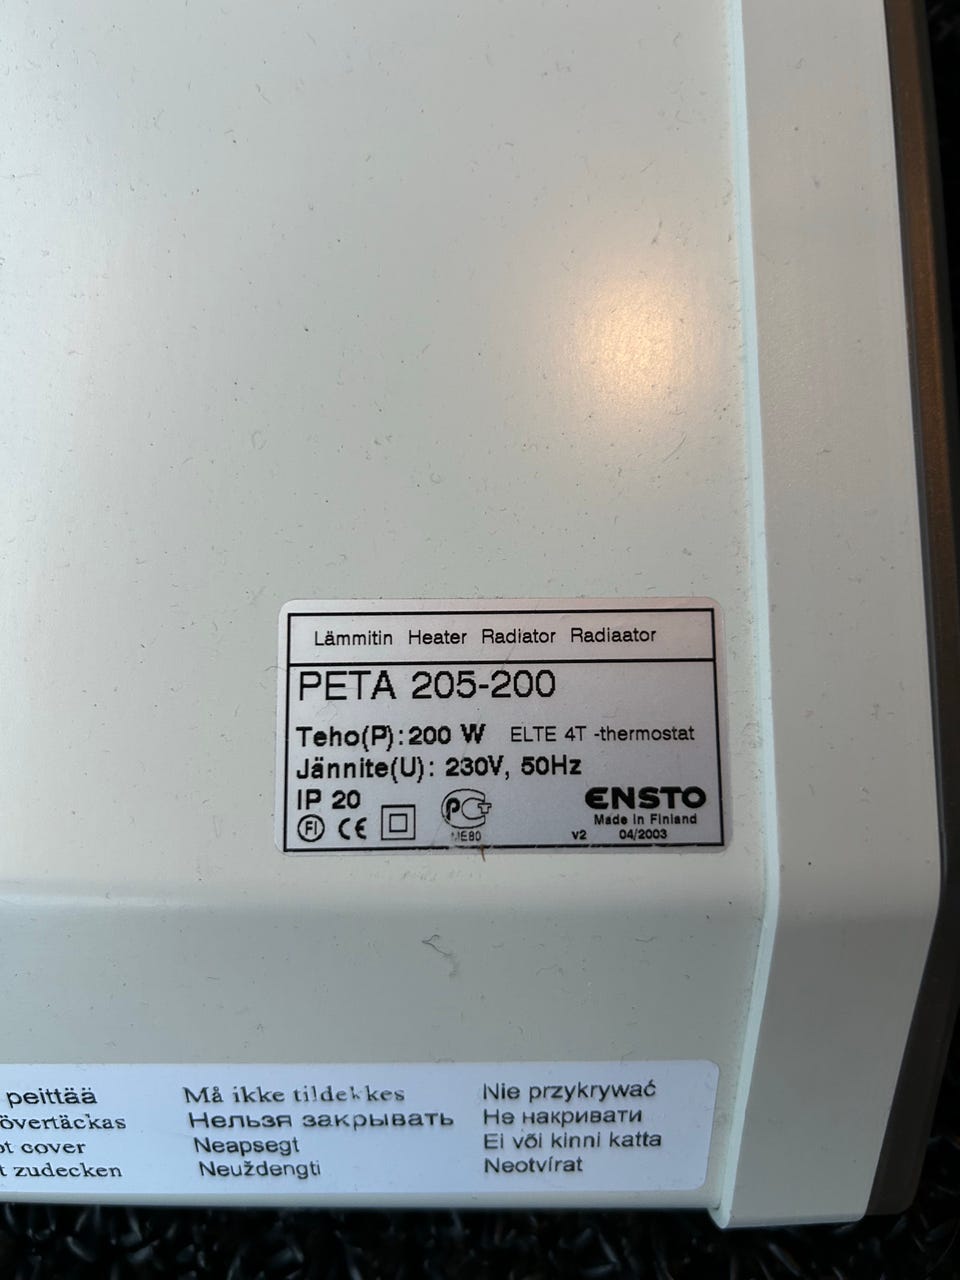 Lämmitin Heater Radiator Radiaator
PETA 205-200
Teho(P): 200 W ELTE 4T -thermostat
Jännite(U): 230V, 50Hz
IP 20
FI CE PCT ENSTO
Made in Finland
ME80 v2 04/2003
peittää Må ikke tildekkes Nie przykrywać
övertäckas Нельзя закрывать Не накривати
cover Neapsegt Ei või kinni katta
zudecken Neuždengti Neotvírat